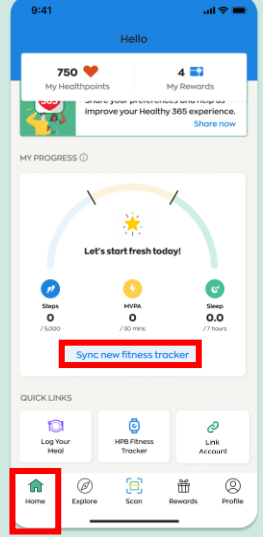 9:41
Hello
750
4
My Healthpoints
My Rewards
365
share your preferences and help us
improve your Healthy 365 experience.
Share now
MY PROGRESS
Let's start fresh today!
Steps
MVPA
Sleep
0
0
0.0
/5,000
/30 mins
/7 hours
Sync new fitness tracker
QUICK LINKS
Log Your
Meal
HPB Fitness
Tracker
Link
Account
Home
Explore
Scan
Rewards
Profile